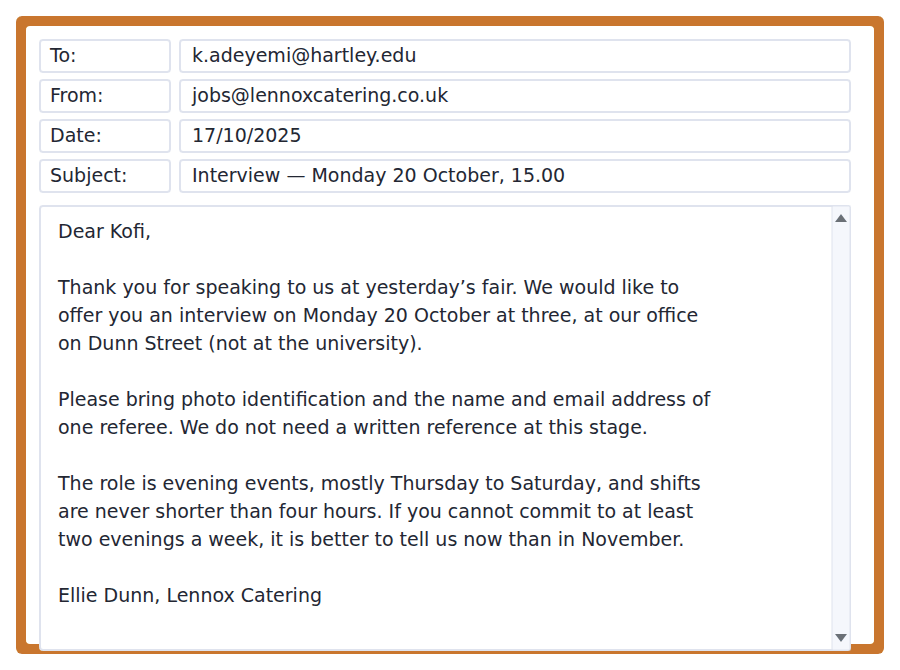 To: k.adeyemi@hartley.edu
From: jobs@lennoxcatering.co.uk
Date: 17/10/2025
Subject: Interview — Monday 20 October, 15.00
Dear Kofi,
Thank you for speaking to us at yesterday’s fair. We would like to
offer you an interview on Monday 20 October at three, at our office
on Dunn Street (not at the university).
Please bring photo identification and the name and email address of
one referee. We do not need a written reference at this stage.
The role is evening events, mostly Thursday to Saturday, and shifts
are never shorter than four hours. If you cannot commit to at least
two evenings a week, it is better to tell us now than in November.
Ellie Dunn, Lennox Catering